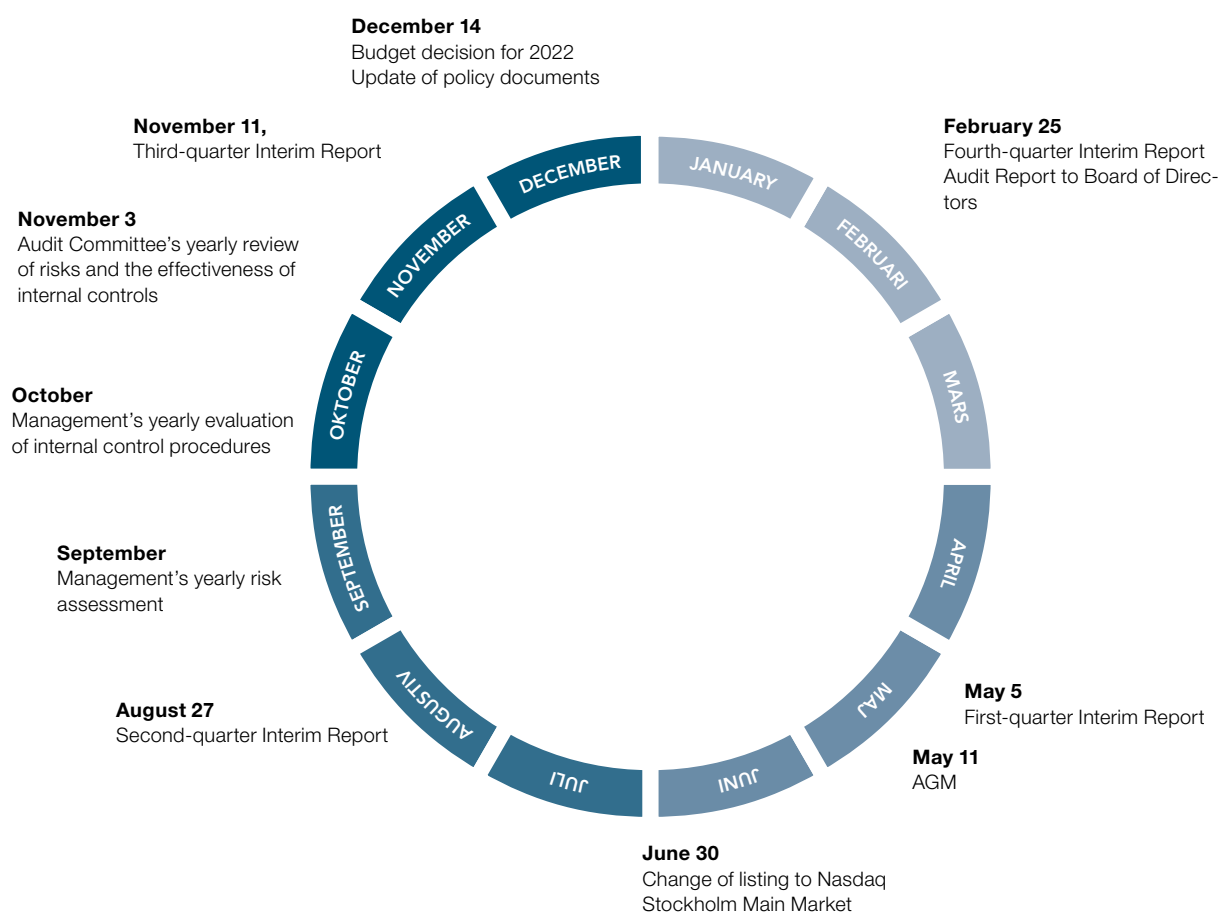 December 14
Budget decision for 2022
Update of policy documents
November 11,
Third-quarter Interim Report
February 25
Fourth-quarter Interim Report
Audit Report to Board of Direc-
tors
November 3
Audit Committee’s yearly review
of risks and the effectiveness of
internal controls
October
Management’s yearly evaluation
of internal control procedures
September
Management’s yearly risk
assessment
August 27
Second-quarter Interim Report
May 5
First-quarter Interim Report
May 11
AGM
June 30
Change of listing to Nasdaq
Stockholm Main Market
JANUARY
FEBRUARI
MARS
APRIL
MAJ
JUNI
JULI
AUGUSTIV
SEPTEMBER
OKTOBER
NOVEMBER
DECEMBER